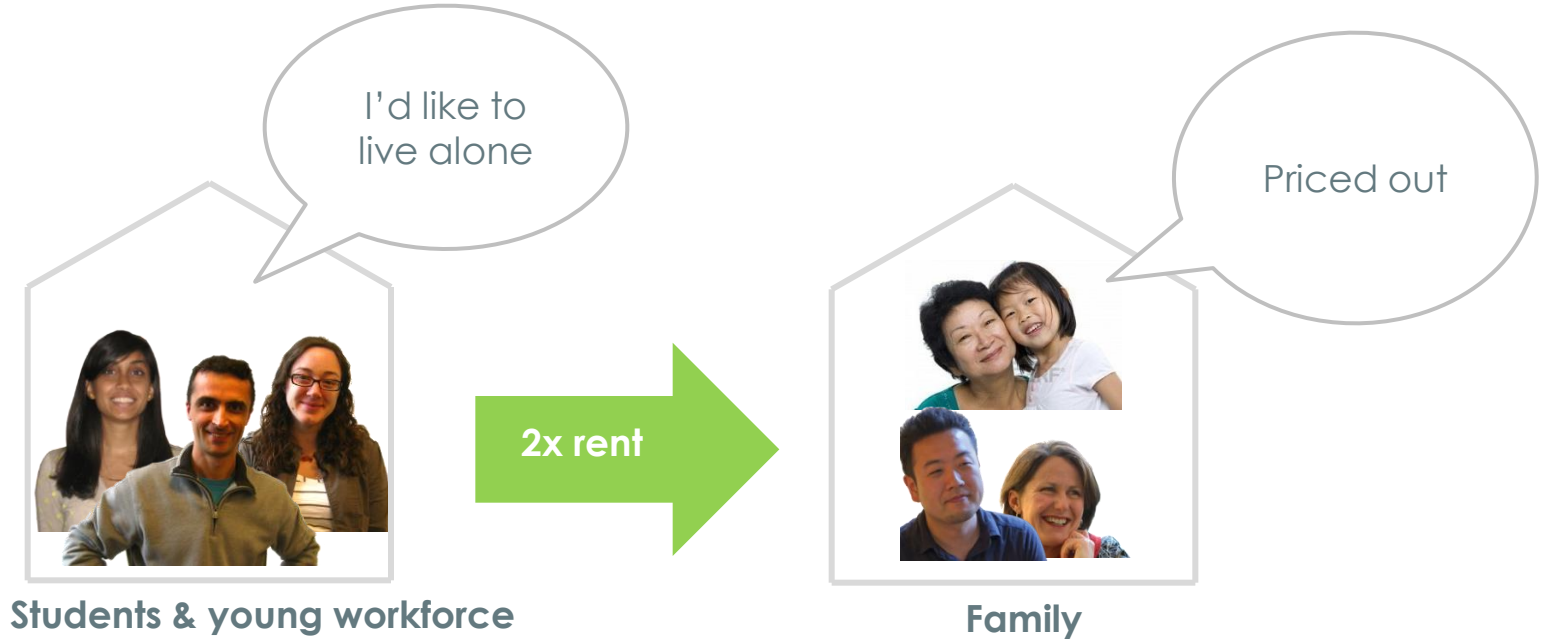 I'd like to
live alone
Priced out
2x rent
Students & young workforce
Family